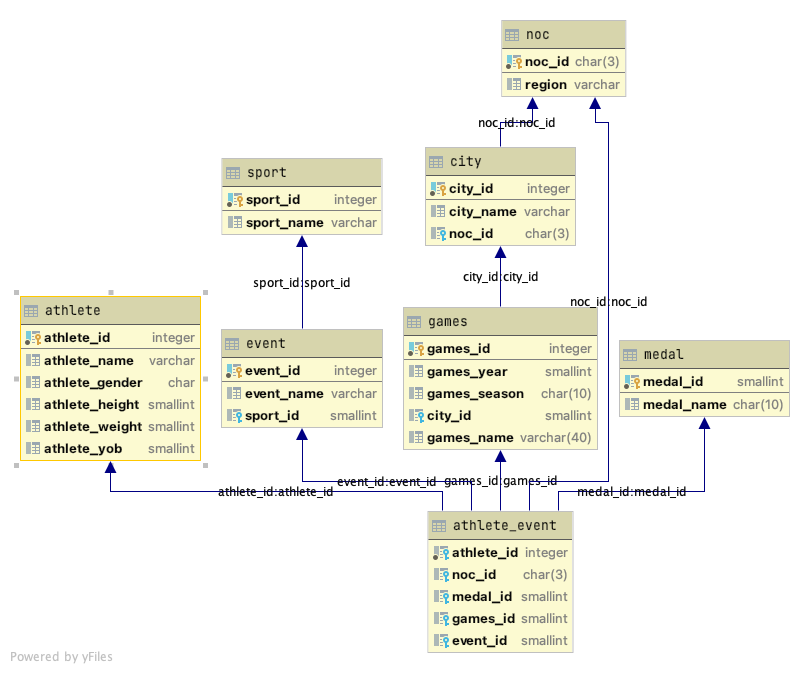 noc
noc_id char(3)
region varchar
noc_id:noc_id
city
city_id integer
city_name varchar
noc_id char(3)
sport
sport_id integer
sport_name varchar
sport_id:sport_id
city_id:city_id
noc_id:noc_id
athlete
athlete_id integer
athlete_name varchar
athlete_gender char
athlete_height smallint
athlete_weight smallint
athlete_yob smallint
event
event_id integer
event_name varchar
sport_id smallint
games
games_id integer
games_year smallint
games_season char(10)
city_id smallint
games_name varchar(40)
medal
medal_id smallint
medal_name char(10)
athlete_id:athlete_id
event_id:event_id
games_id:games_id
medal_id:medal_id
athlete_event
athlete_id integer
noc_id char(3)
medal_id smallint
games_id smallint
event_id smallint
Powered by yFiles